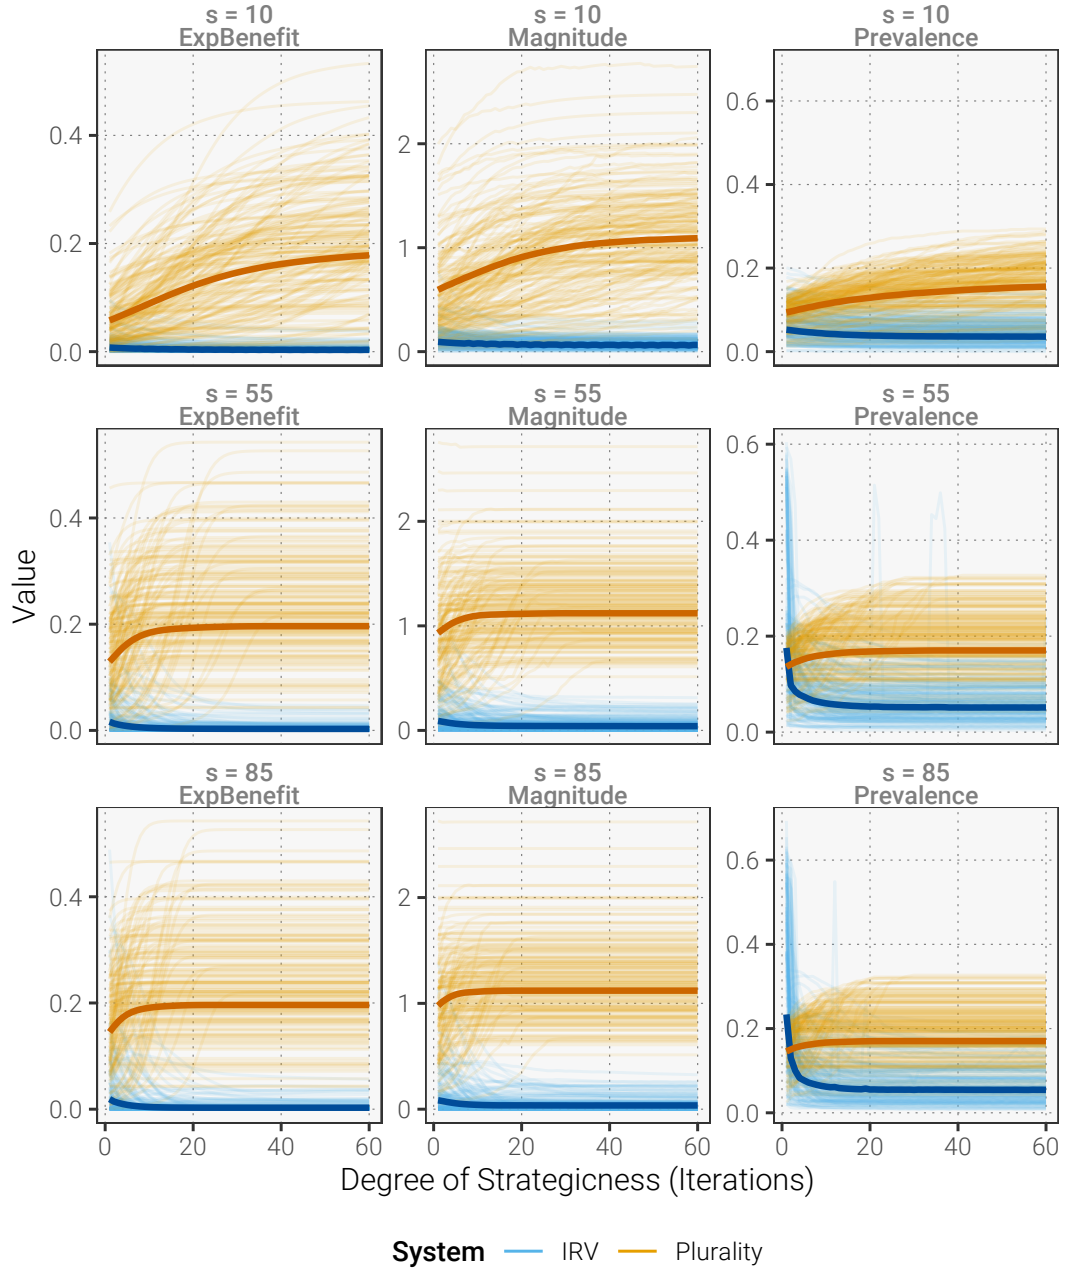 s = 10 s = 10 s = 10
ExpBenefit Magnitude Prevalence
0.4 2 0.6
0.4
0.2 1 0.2
0.0 0 0.0
s = 55 s = 55 s = 55
ExpBenefit Magnitude Prevalence
0.6
0.4 2 0.4
0.2 1 0.2
0.0 0 0.0
Value
s = 85 s = 85 s = 85
ExpBenefit Magnitude Prevalence
0.6
0.4 2 0.4
0.2 1 0.2
0.0 0 0.0
0 20 40 60 0 20 40 60 0 20 40 60
Degree of Strategicness (Iterations)
System IRV Plurality